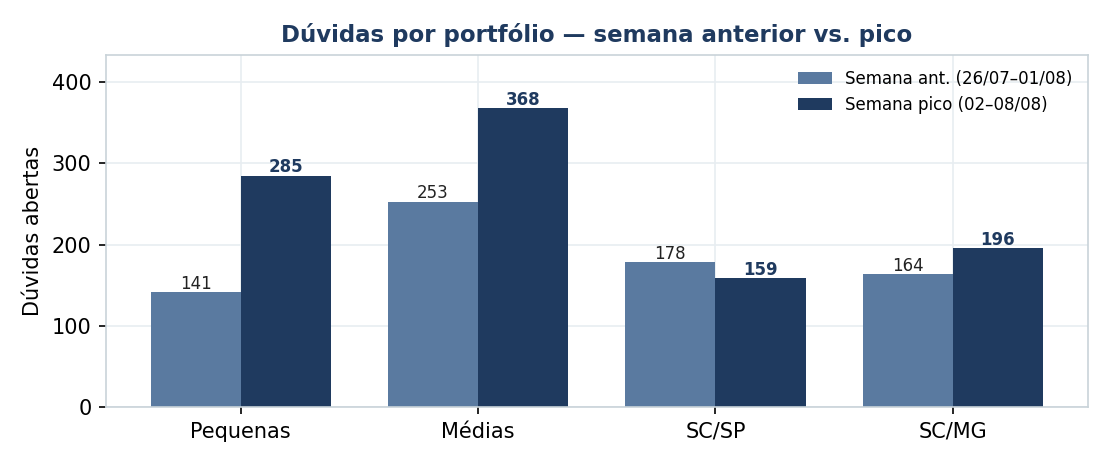 Dúvidas por portfólio — semana anterior vs. pico
Semana ant. (26/07–01/08)
Semana pico (02–08/08)
Dúvidas abertas
400
300
200
100
0
141
285
253
368
178
159
164
196
Pequenas
Médias
SC/SP
SC/MG